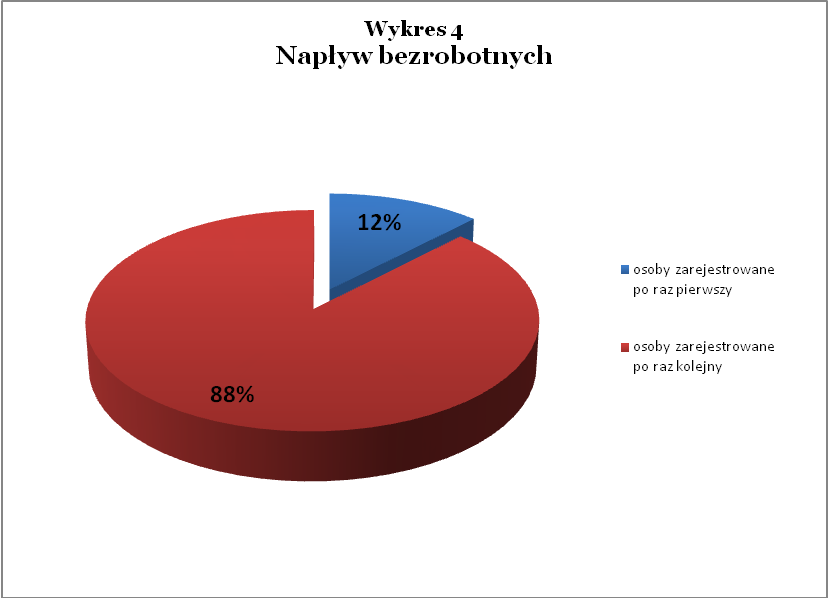 Wykres 4
Napływ bezrobotnych
12%
88%
osoby zarejestrowane
po raz pierwszy
osoby zarejestrowane
po raz kolejny